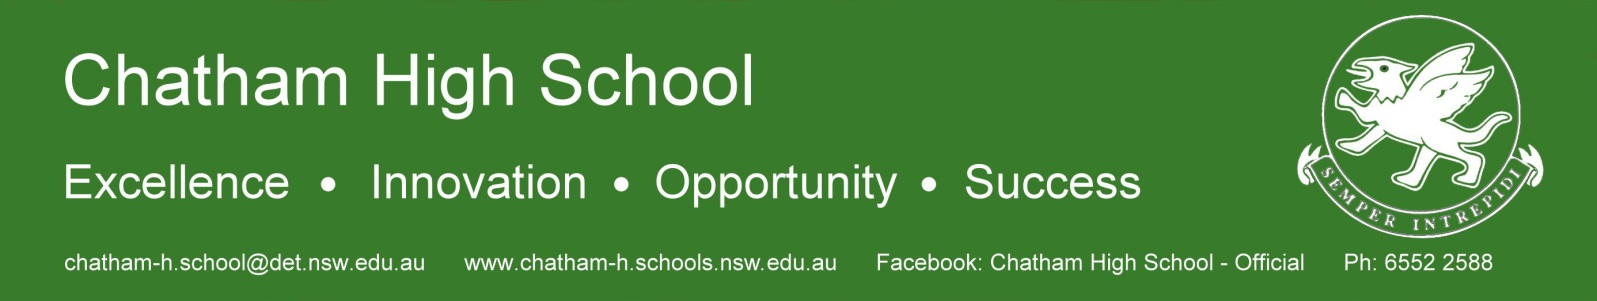 Chatham High School
Excellence • Innovation • Opportunity • Success
SEMPER INTREPIDI
chatham-h.school@det.nsw.edu.au www.chatham-h.schools.nsw.edu.au Facebook: Chatham High School - Official Ph: 6552 2588